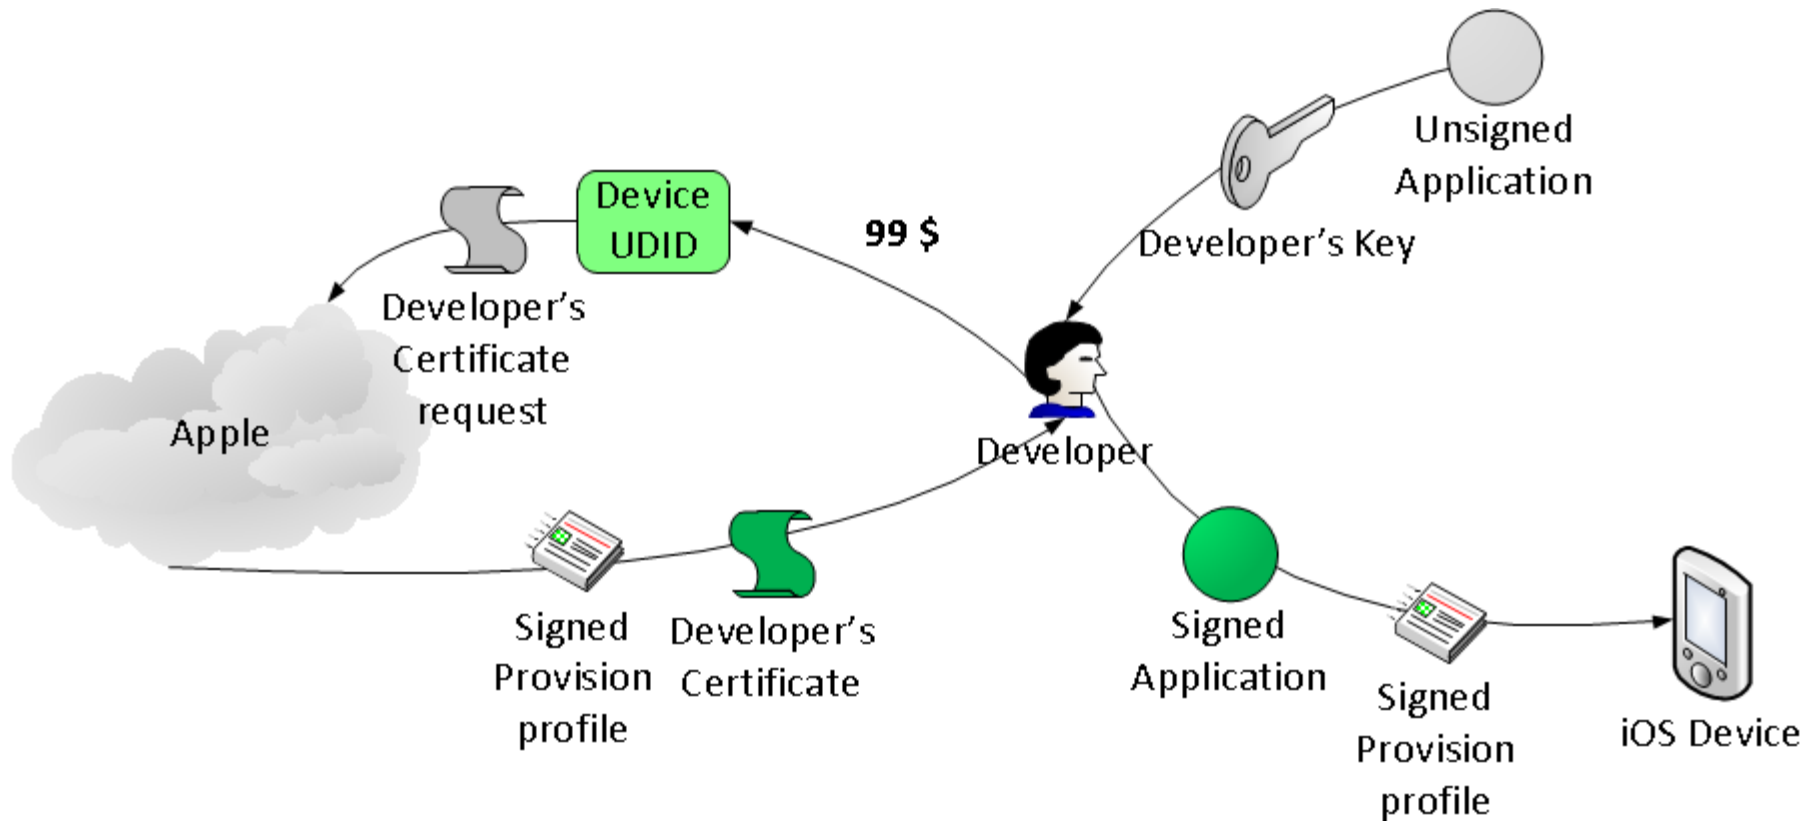 Unsigned
Application
Device
UDID
99 $
Developer's Key
Developer's
Certificate
request
Apple
Developer
Signed
Provision
profile
Developer's
Certificate
Signed
Application
Signed
Provision
profile
iOS Device